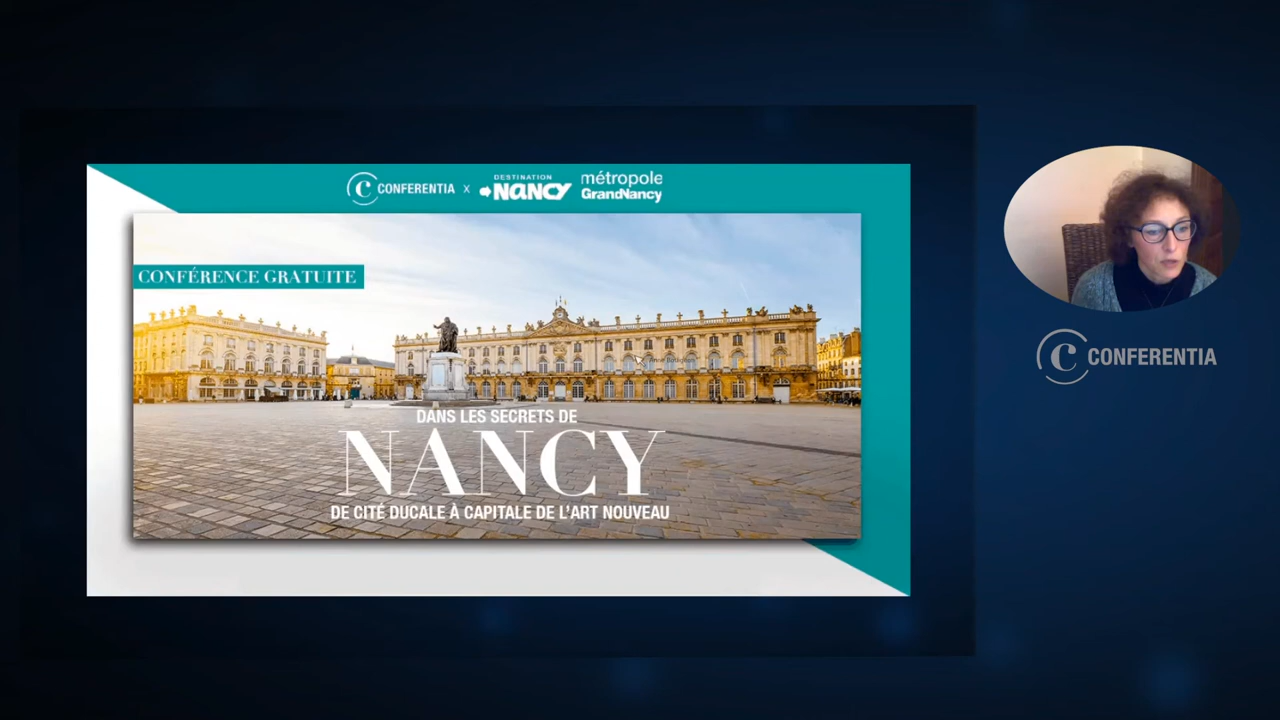 CONFERENTIA x DESTINATION NANCY métropole GrandNancy
CONFÉRENCE GRATUITE
DANS LES SECRETS DE
NANCY
DE CITÉ DUCALE À CAPITALE DE L'ART NOUVEAU
CONFERENTIA